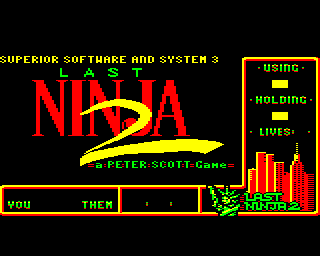 SUPERIOR SOFTWARE AND SYSTEM 3
LAST
NINJA
2
a PETER SCOTT Game
USING
HOLDING
LIVES:
YOU THEM : :
LAST
NINJA 2